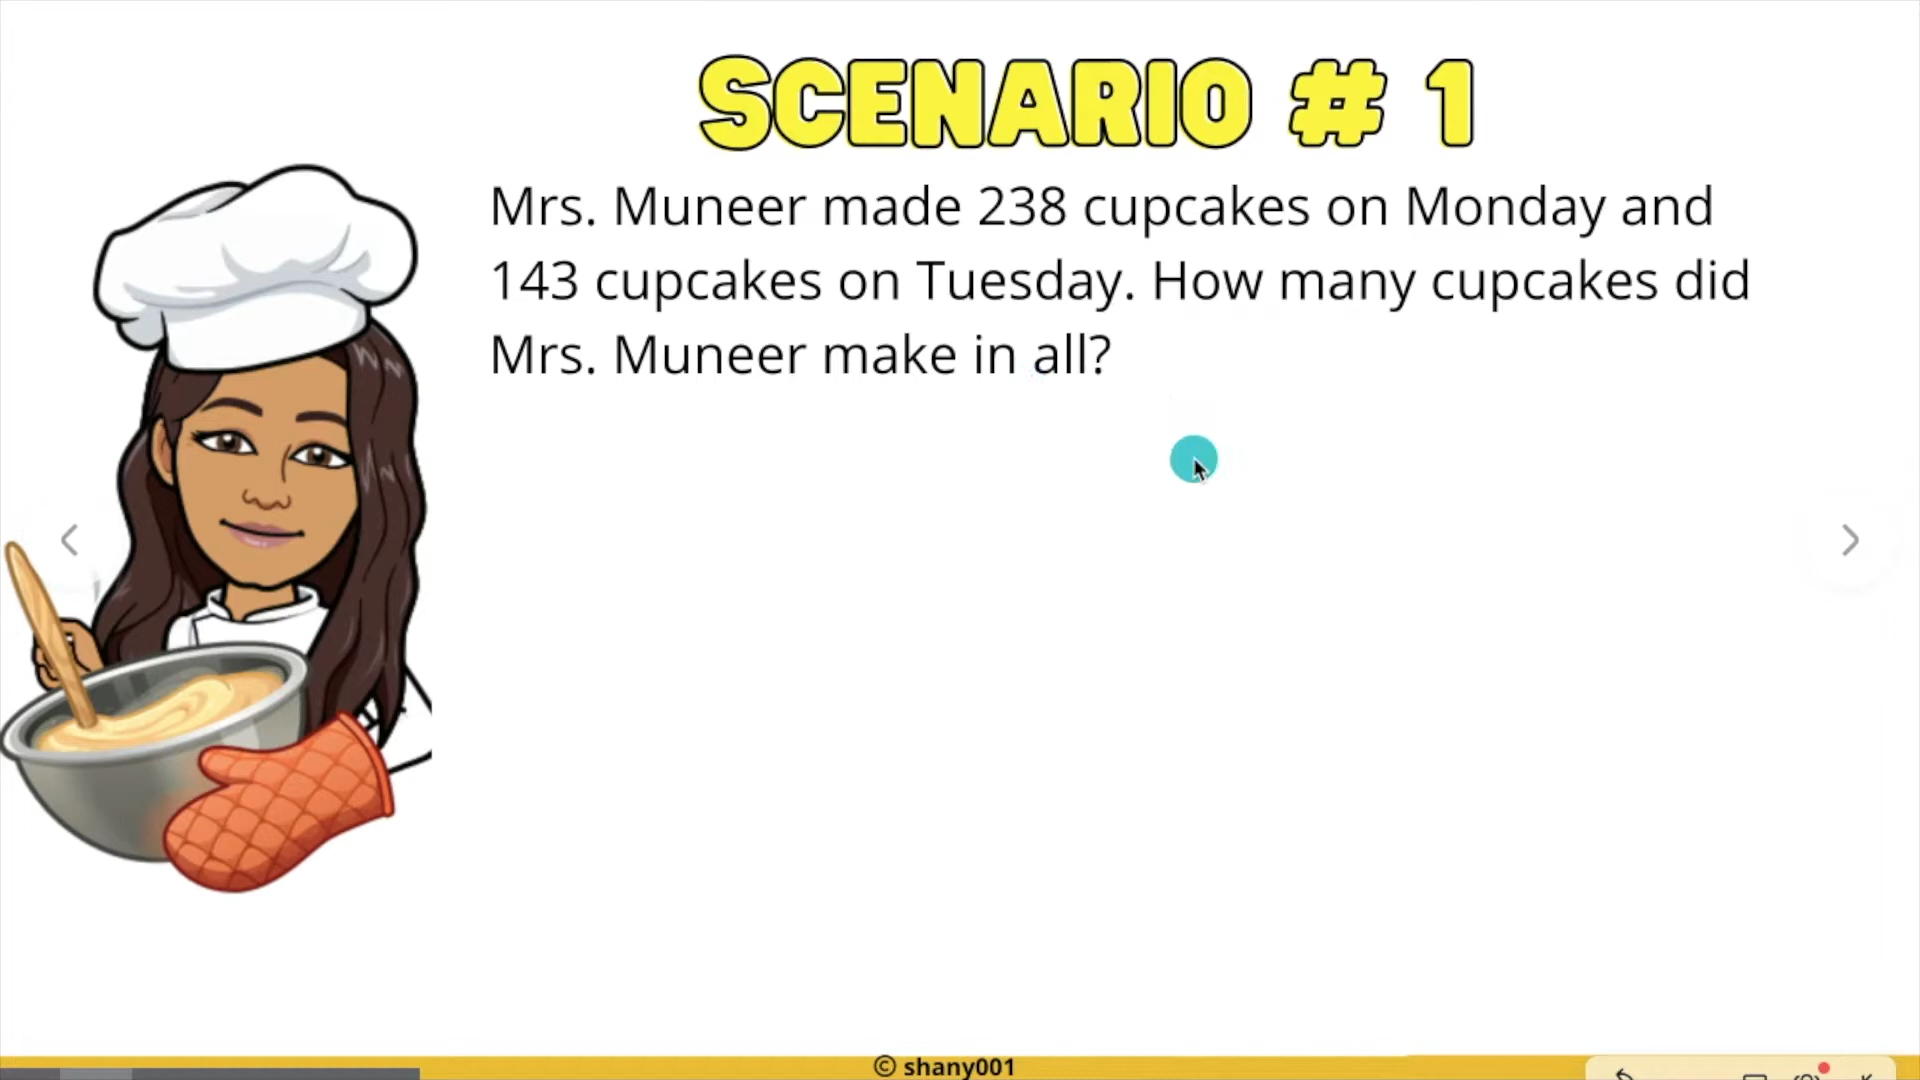 SCENARIO # 1
Mrs. Muneer made 238 cupcakes on Monday and
143 cupcakes on Tuesday. How many cupcakes did
Mrs. Muneer make in all?
© shany001